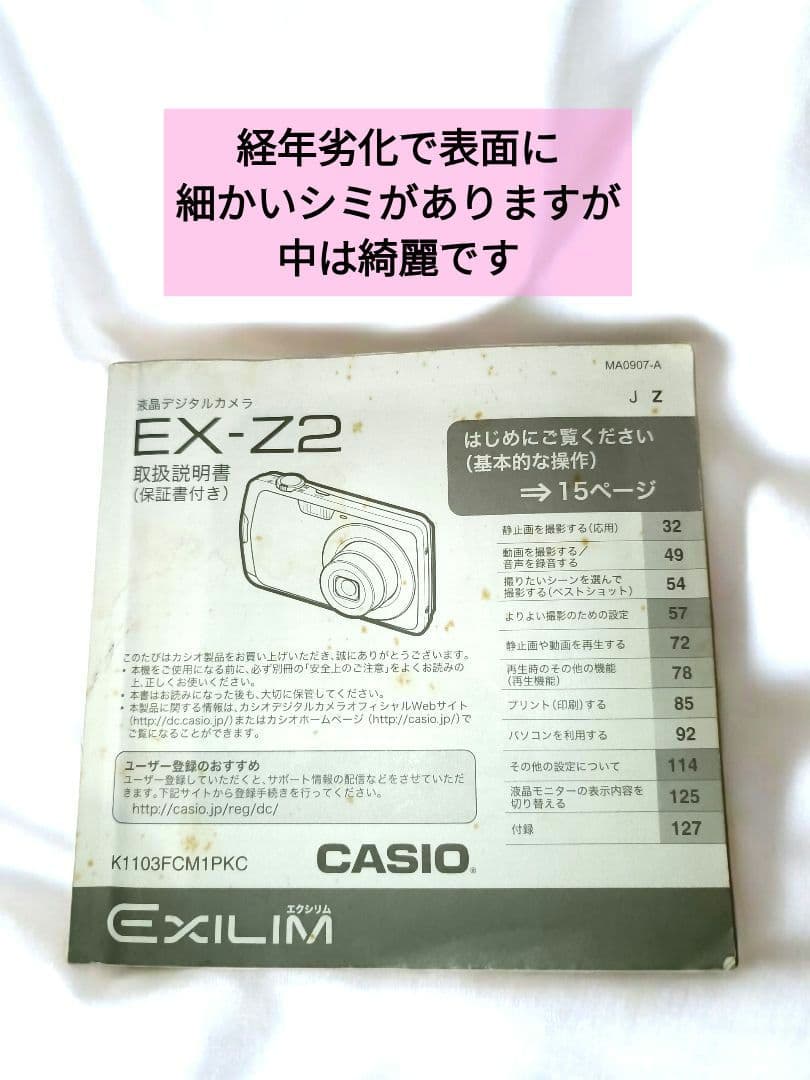 経年劣化で表面に
細かいシミがありますが
中は綺麗です
MA0907-A
J Z
液晶デジタルカメラ
EX-Z2
取扱説明書
(保証書付き)
はじめにご覧ください
(基本的な操作)
⇒15ページ
静止画を撮影する(応用) 32
動画を撮影する/
音声を録音する 49
撮りたいシーンを選んで
撮影する(ベストショット) 54
よりよい撮影のための設定 57
静止画や動画を再生する 72
再生時のその他の機能
(再生機能) 78
プリント(印刷)する 85
パソコンを利用する 92
その他の設定について 114
液晶モニターの表示内容を
切り替える 125
付録 127
このたびはカシオ製品をお買い上げいただき、誠にありがとうございます。
• 本機をご使用になる前に、必ず別冊の「安全上のご注意」をよくお読みの
上、正しくお使いください。
• 本書はお読みになった後も、大切に保管してください。
• 本製品に関する情報は、カシオデジタルカメラオフィシャルWebサイト
(http://dc.casio.jp/)またはカシオホームページ(http://casio.jp/)で
ご覧になることができます。
ユーザー登録のおすすめ
ユーザー登録していただくと、サポート情報の配信などをさせていただ
きます。下記サイトから登録手続きを行ってください。
http://casio.jp/reg/dc/
K1103FCM1PKC
CASIO®
エクシリム
EXILIM